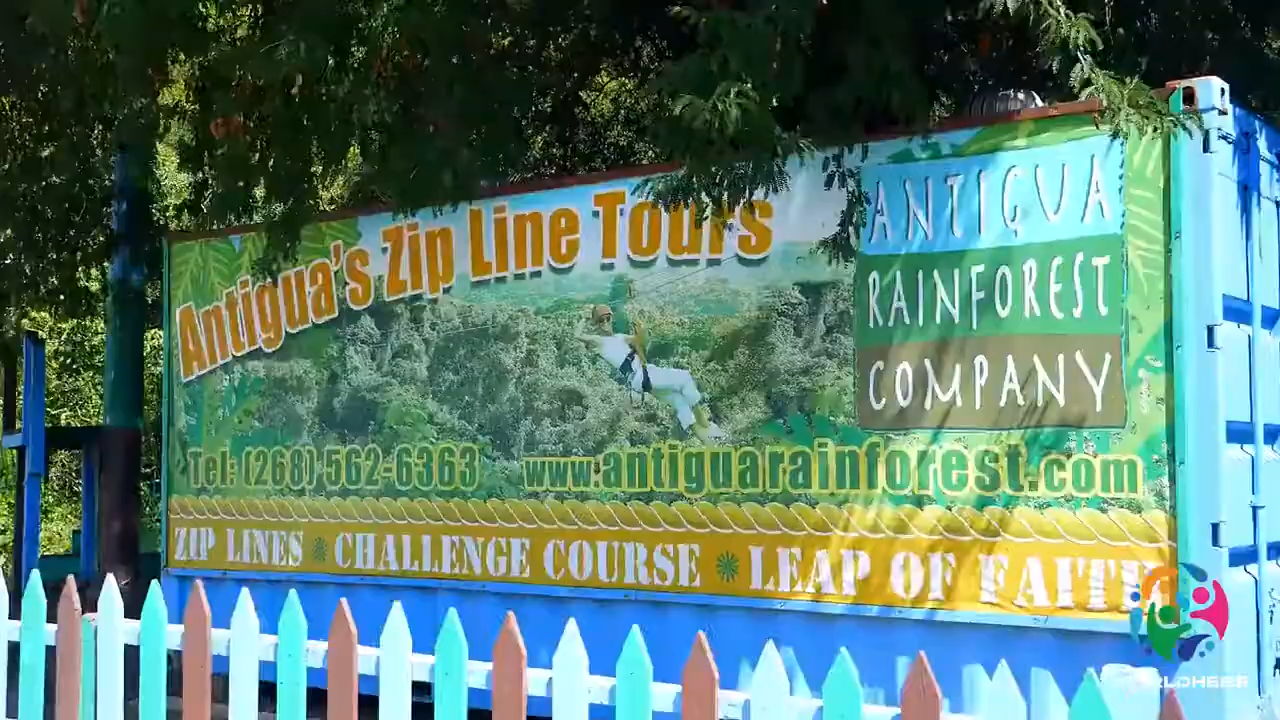 Antigua's Zip Line Tours
ANTIGUA
RAINFOREST
COMPANY
Tel: (268) 562-6363
www.antiguarainforest.com
ZIP LINES * CHALLENGE COURSE * LEAP OF FAITH